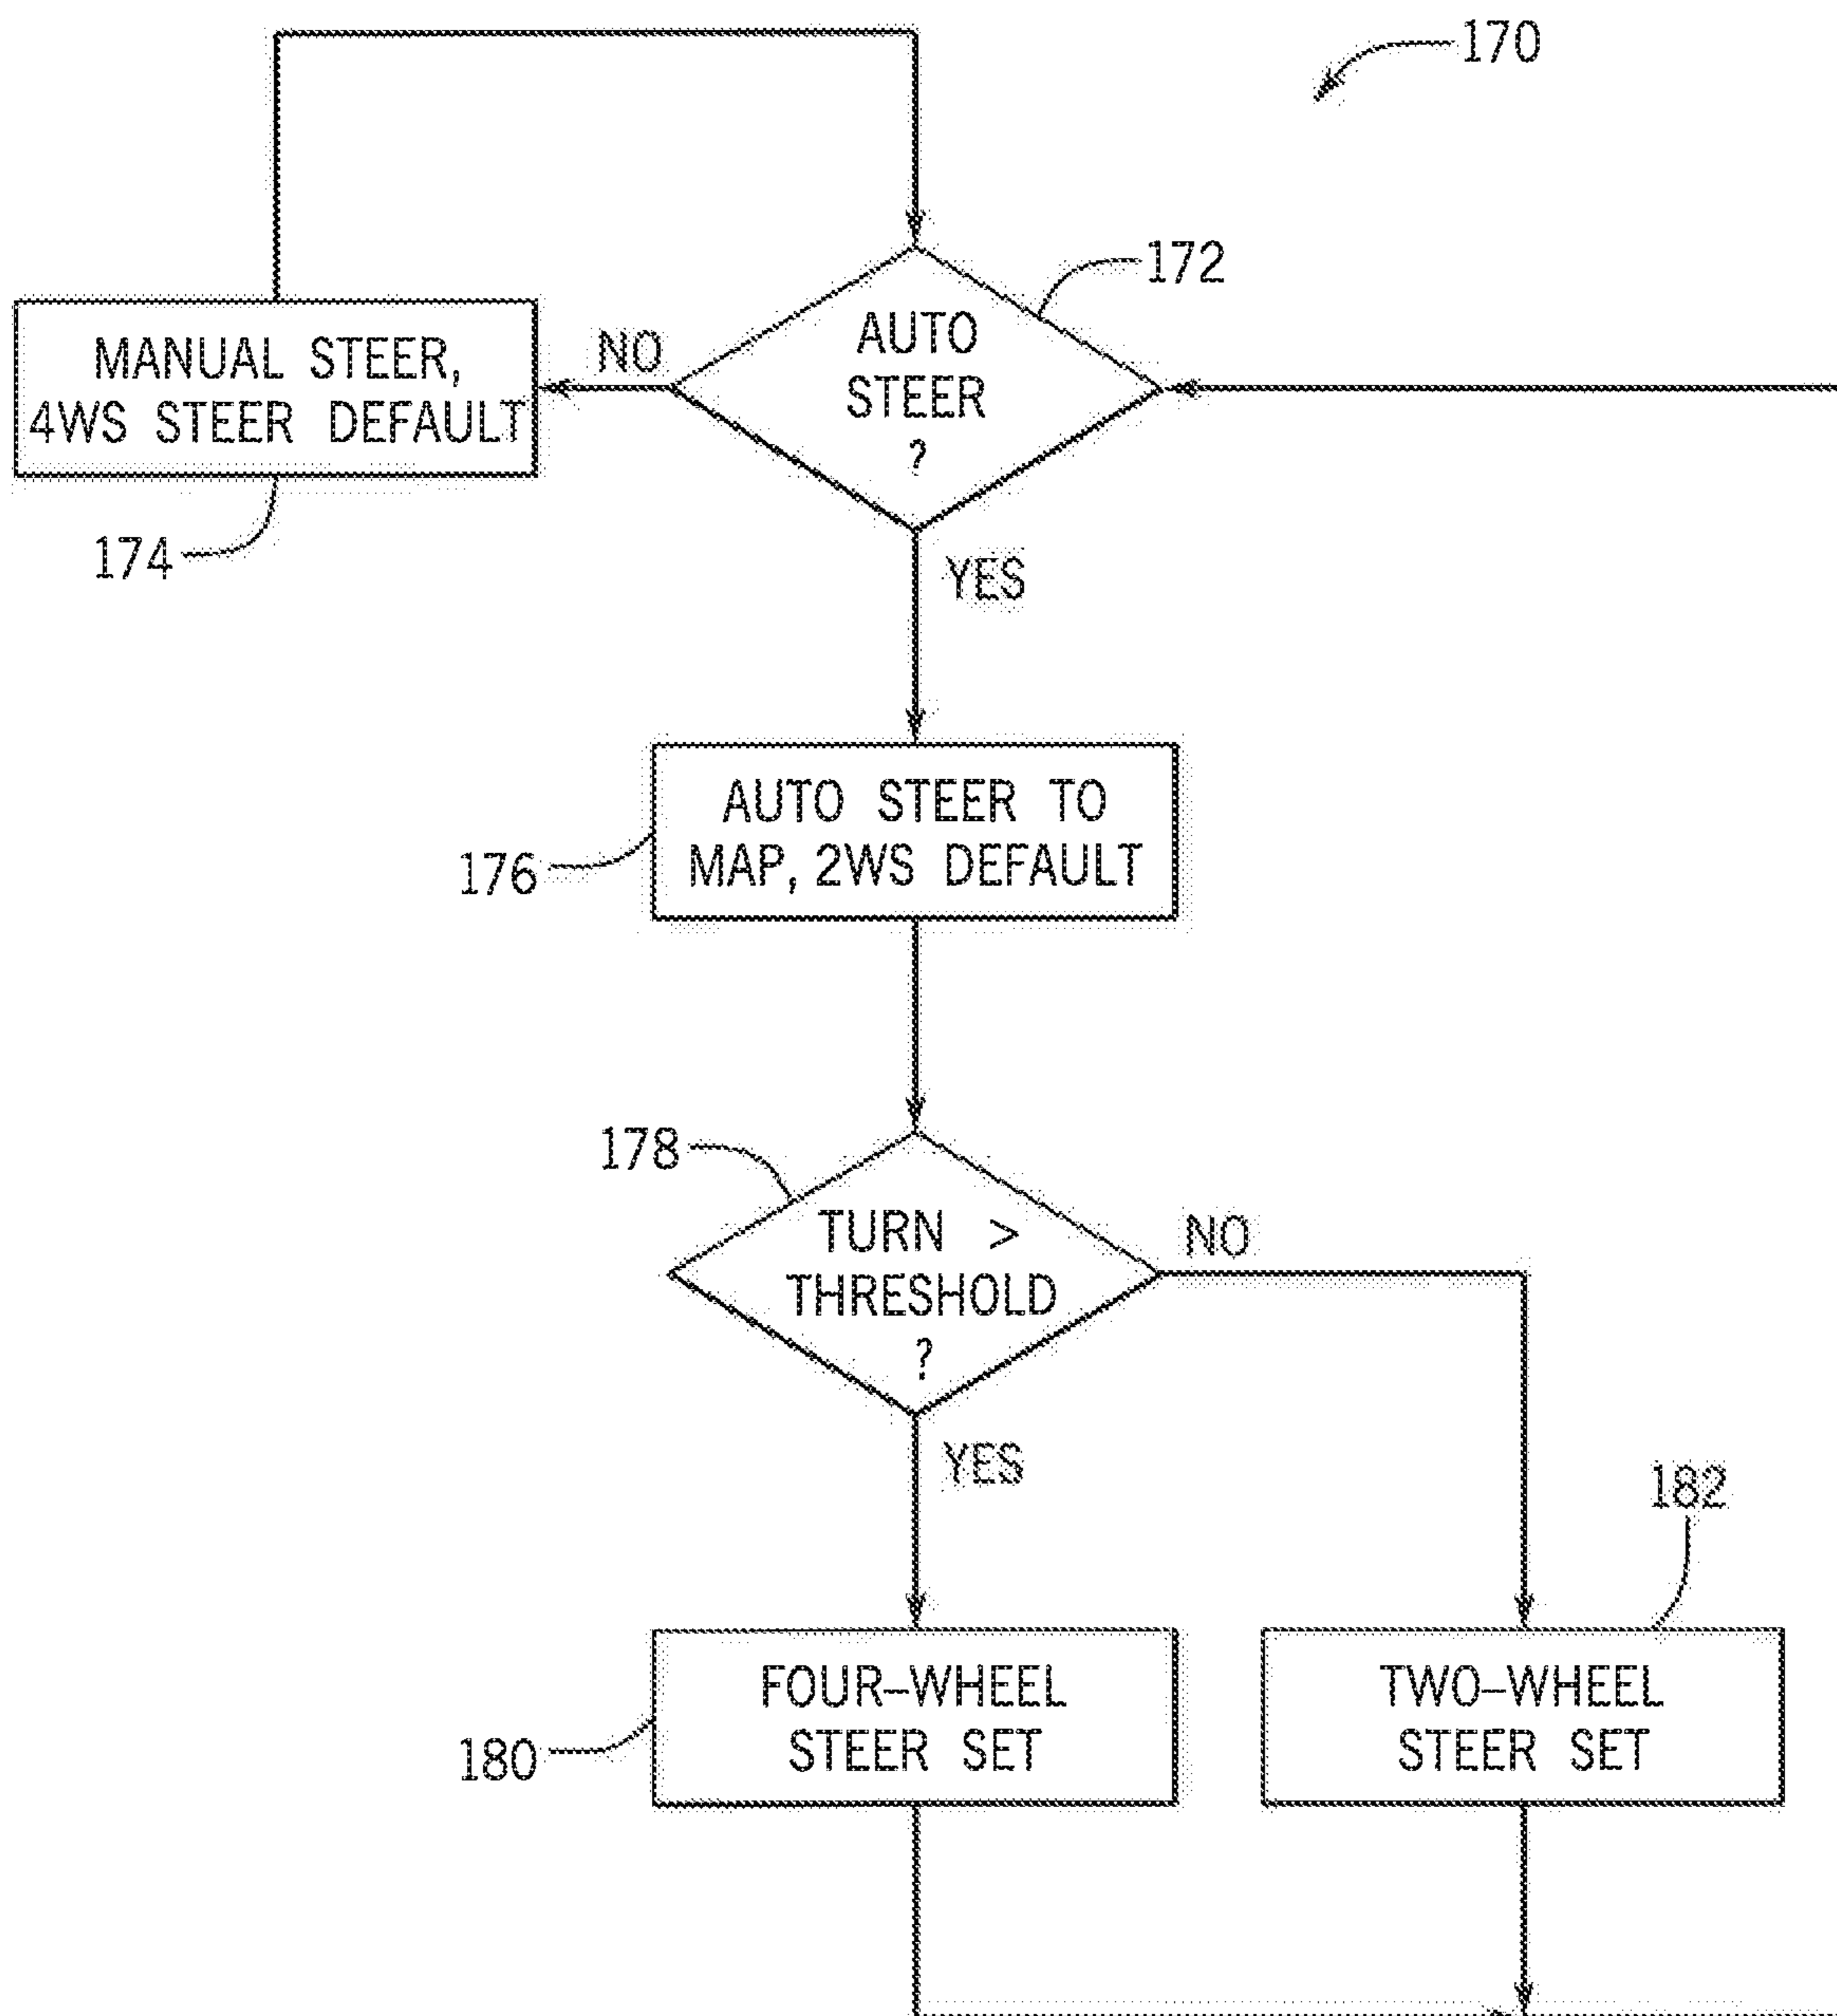 170
172
AUTO
STEER
?
NO
MANUAL STEER,
4WS STEER DEFAULT
174
YES
AUTO STEER TO
MAP, 2WS DEFAULT
176
178
TURN >
THRESHOLD
?
NO
YES
182
FOUR-WHEEL
STEER SET
180
TWO-WHEEL
STEER SET